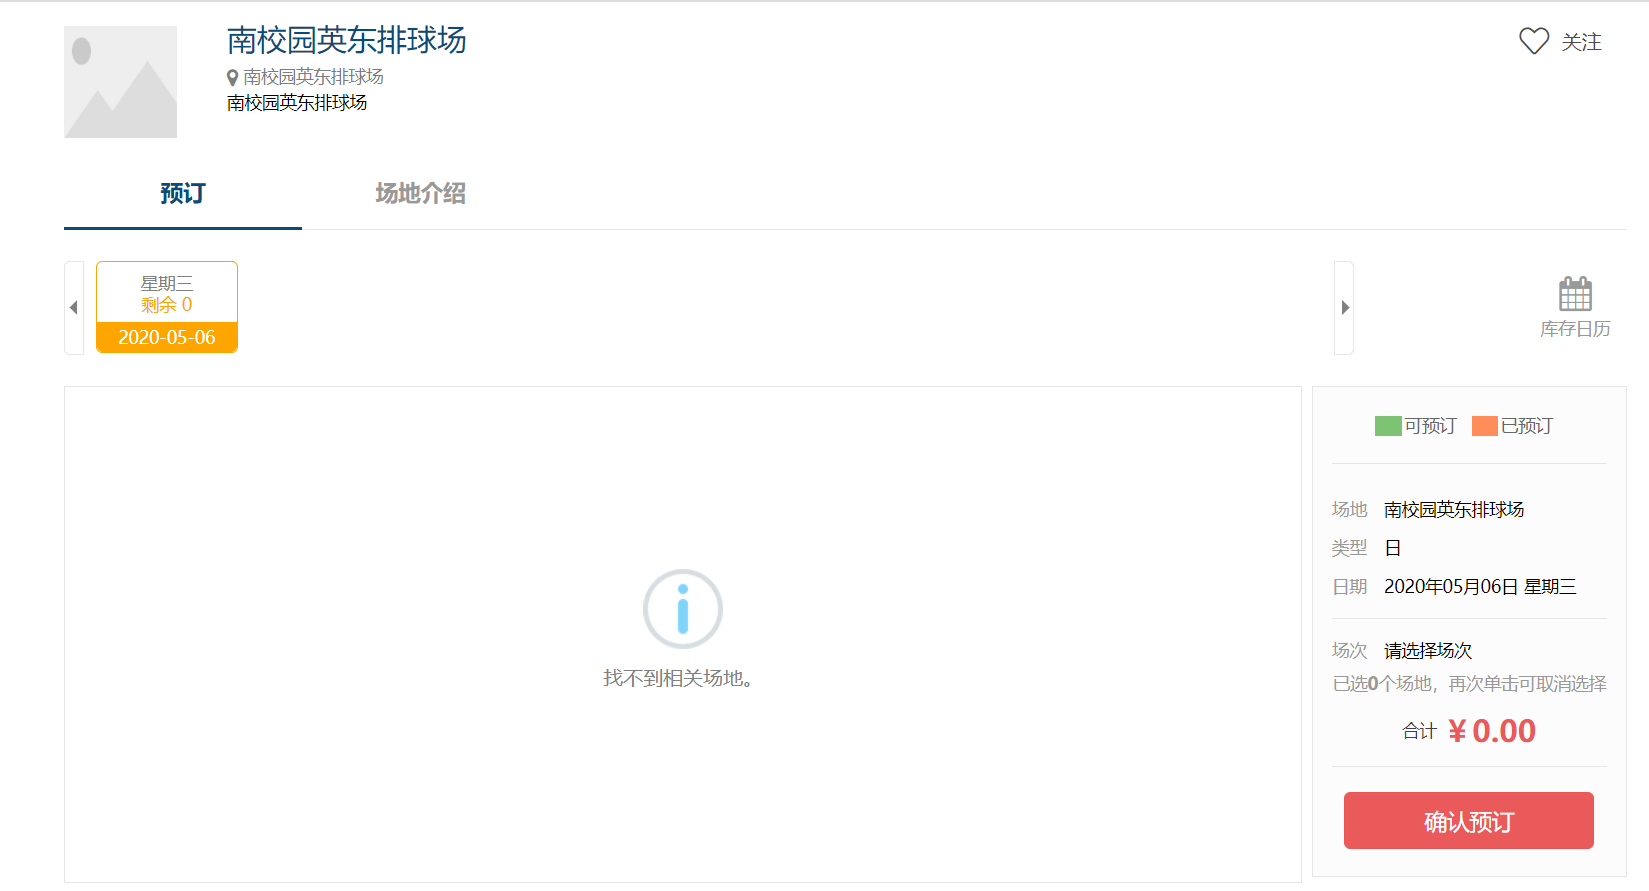 南校园英东排球场
关注
南校园英东排球场
南校园英东排球场
预订
场地介绍
星期三
剩余 0
2020-05-06
库存日历
找不到相关场地。
可预订 已预订
场地 南校园英东排球场
类型 日
日期 2020年05月06日 星期三
场次 请选择场次
已选0个场地，再次单击可取消选择
合计 ¥ 0.00
确认预订